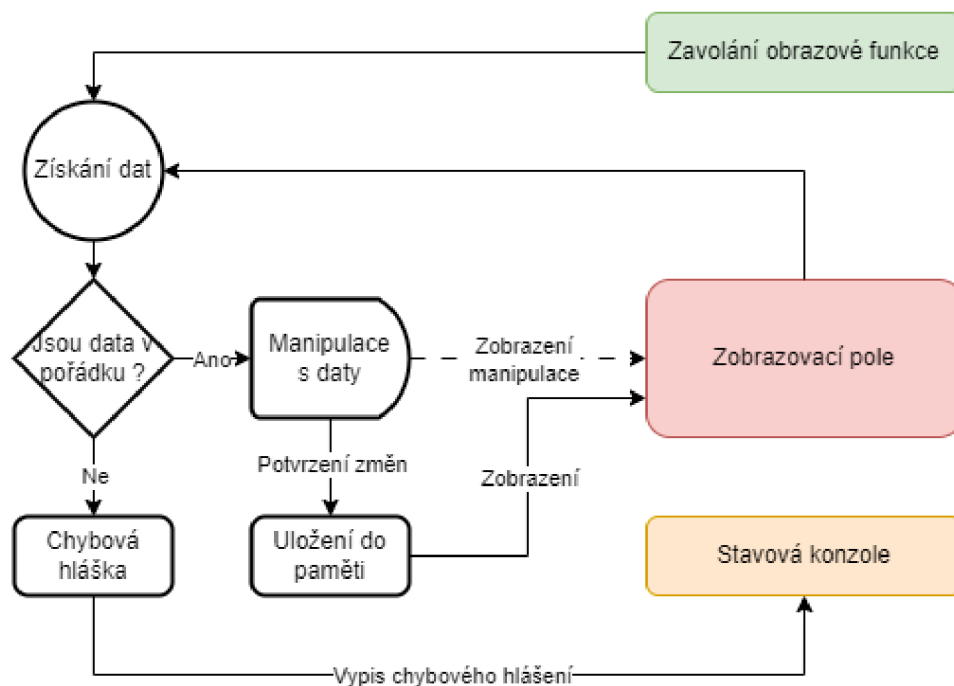 Zavolání obrazové funkce
Získání dat
Jsou data v
pořádku ?
Ano
Manipulace
s daty
Zobrazení
manipulace
Zobrazovací pole
Ne
Potvrzení změn
Zobrazení
Chybová
hláška
Uložení do
paměti
Stavová konzole
Vypis chybového hlášení